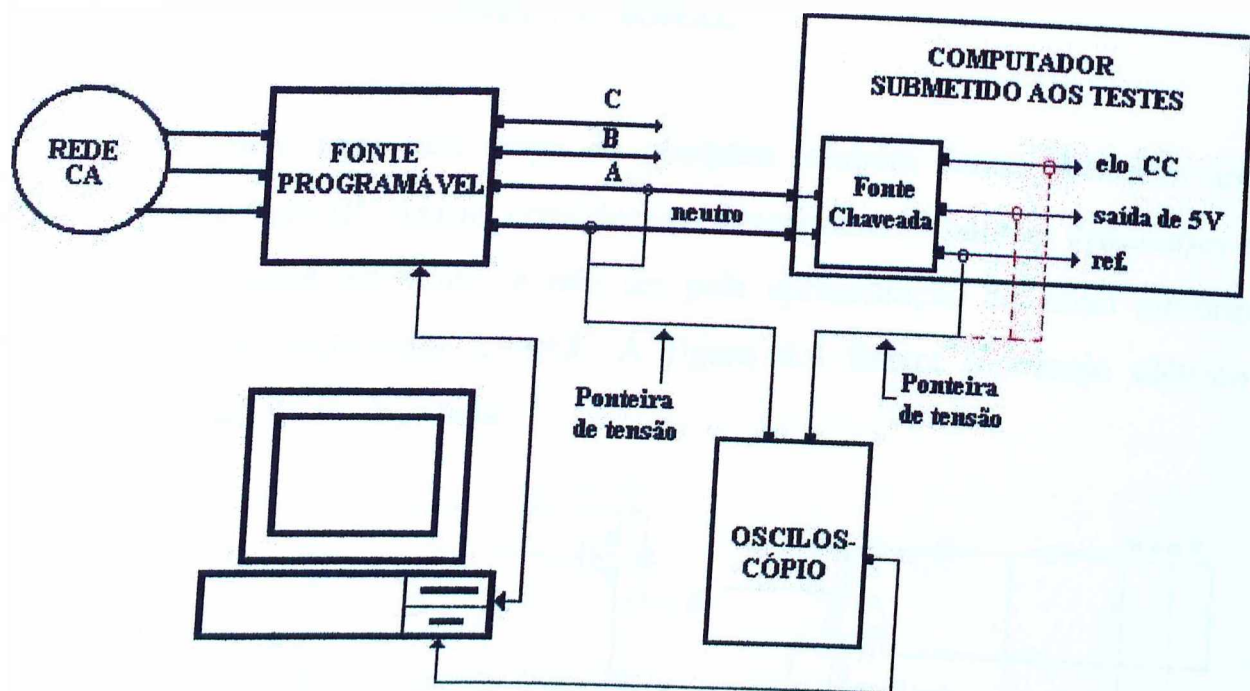 COMPUTADOR
SUBMETIDO AOS TESTES
REDE
CA
FONTE
PROGRAMÁVEL
C
B
A
neutro
Fonte
Chaveada
elo_CC
saída de 5V
ref.
Ponteira
de tensão
Ponteira
de tensão
OSCILOS-
CÓPIO